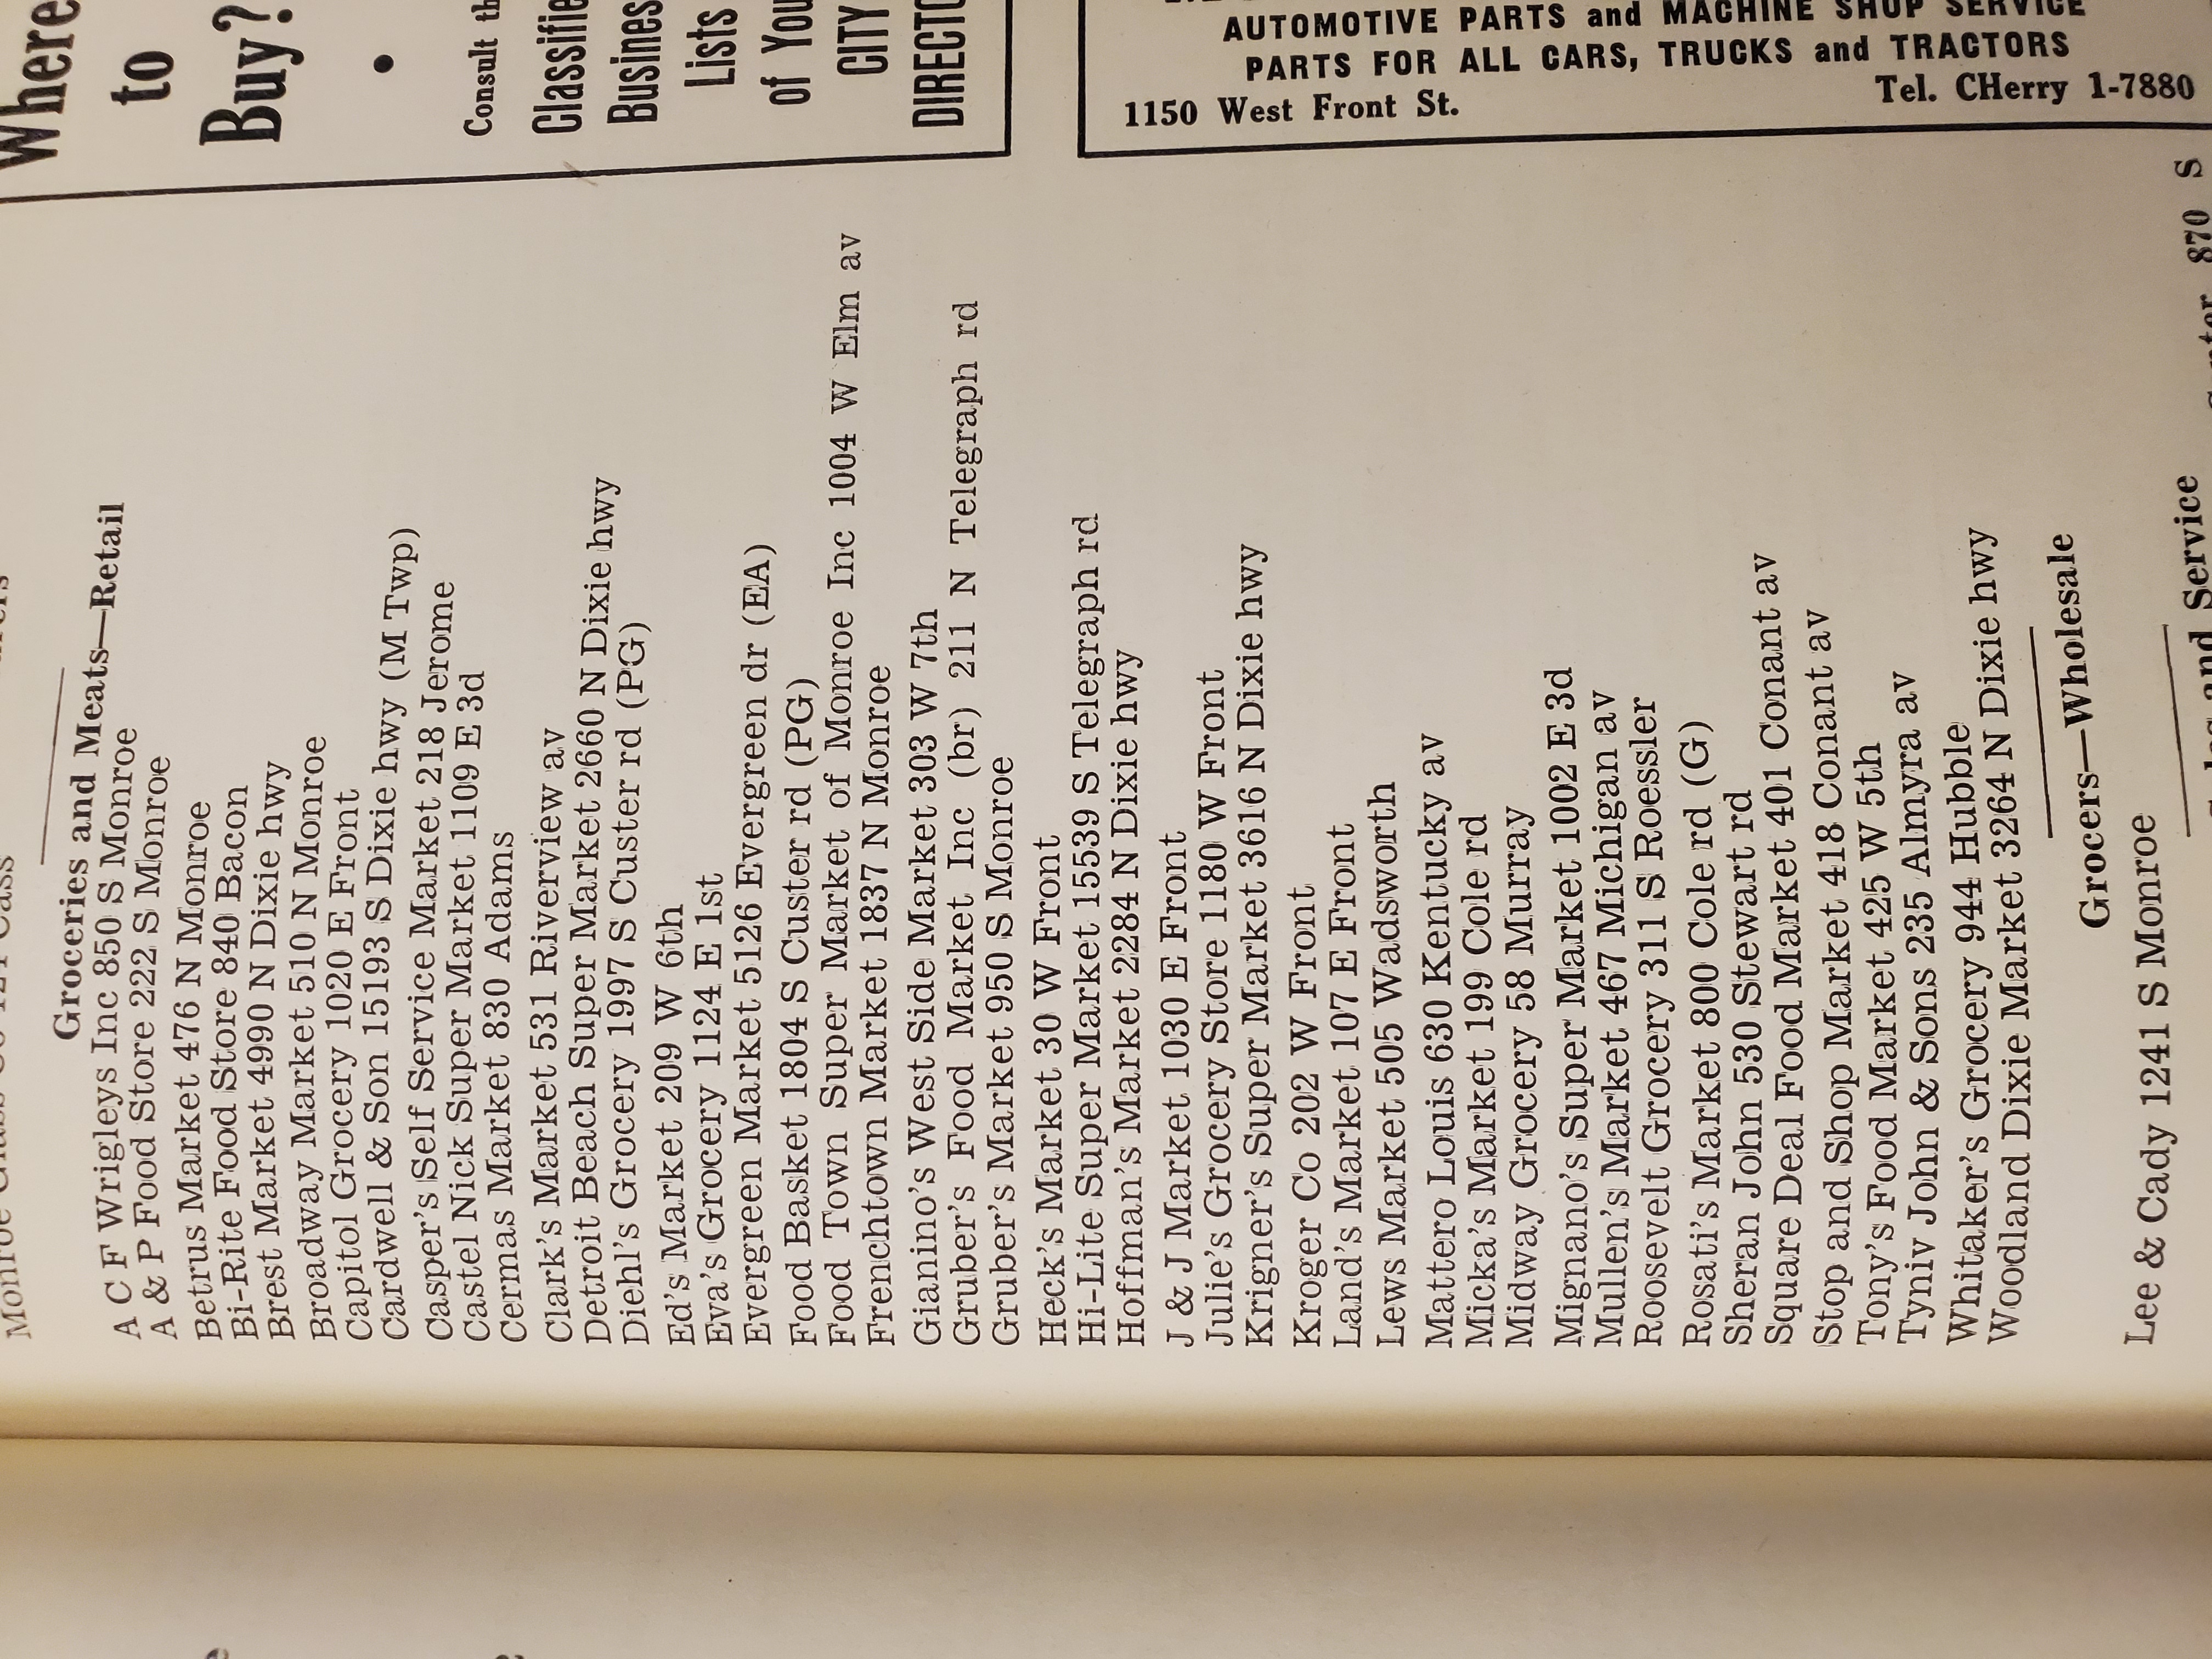 Groceries and Meats—Retail
A C F Wrigleys Inc 850 S Monroe
A & P Food Store 222 S Monroe
Betrus Market 476 N Monroe
Bi-Rite Food Store 840 Bacon
Brest Market 4990 N Dixie hwy
Broadway Market 510 N Monroe
Capitol Grocery 1020 E Front
Cardwell & Son 15193 S Dixie hwy (M Twp)
Casper's Self Service Market 218 Jerome
Castel Nick Super Market 1109 E 3d
Cermas Market 830 Adams
Clark's Market 531 Riverview av
Detroit Beach Super Market 2660 N Dixie hwy
Diehl's Grocery 1997 S Custer rd (PG)
Ed's Market 209 W 6th
Eva's Grocery 1124 E 1st
Evergreen Market 5126 Evergreen dr (EA)
Food Basket 1804 S Custer rd (PG)
Food Town Super Market of Monroe Inc 1004 W Elm av
Frenchtown Market 1837 N Monroe
Gianino's West Side Market 303 W 7th
Gruber's Food Market Inc (br) 211 N Telegraph rd
Gruber's Market 950 S Monroe
Heck's Market 30 W Front
Hi-Lite Super Market 15539 S Telegraph rd
Hoffman's Market 2284 N Dixie hwy
J & J Market 1030 E Front
Julie's Grocery Store 1180 W Front
Krigner's Super Market 3616 N Dixie hwy
Kroger Co 202 W Front
Land's Market 107 E Front
Lews Market 505 Wadsworth
Mattero Louis 630 Kentucky av
Micka's Market 199 Cole rd
Midway Grocery 58 Murray
Mignano's Super Market 1002 E 3d
Mullen's Market 467 Michigan av
Roosevelt Grocery 311 S Roessler
Rosati's Market 800 Cole rd (G)
Sheran John 530 Stewart rd
Square Deal Food Market 401 Conant av
Stop and Shop Market 418 Conant av
Tony's Food Market 425 W 5th
Tyniv John & Sons 235 Almyra av
Whitaker's Grocery 944 Hubble
Woodland Dixie Market 3264 N Dixie hwy
Grocers—Wholesale
Lee & Cady 1241 S Monroe
and Service
870 S
Where
to
Buy?
•
Consult th
Classifie
Busines
Lists
of You
CITY
DIRECTO
AUTOMOTIVE PARTS and MACHINE SHOP SERVICE
PARTS FOR ALL CARS, TRUCKS and TRACTORS
1150 West Front St. Tel. CHerry 1-7880